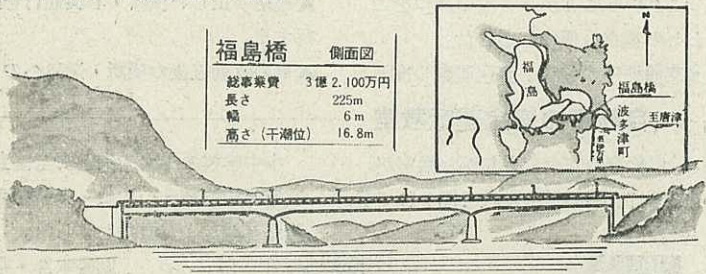 福島橋 側面図
総事業費 3億2.100万円
長さ 225m
幅 6m
高さ(干潮位) 16.8m
N
福島
福島橋
波多津町
至唐津